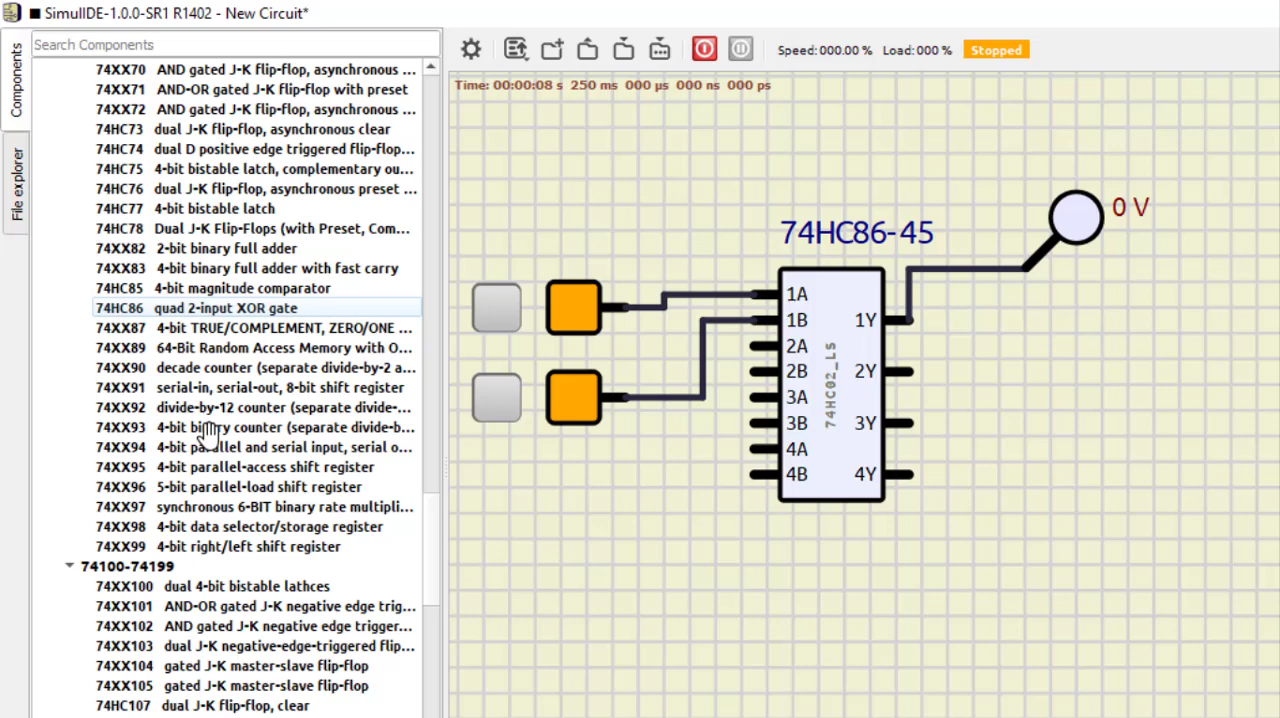 SimulIDE-1.0.0-SR1 R1402 - New Circuit*
Components
File explorer
Search Components
74XX70 AND gated J-K flip-flop, asynchronous ...
74XX71 AND-OR gated J-K flip-flop with preset
74XX72 AND gated J-K flip-flop, asynchronous ...
74HC73 dual J-K flip-flop, asynchronous clear
74HC74 dual D positive edge triggered flip-flop...
74HC75 4-bit bistable latch, complementary ou...
74HC76 dual J-K flip-flop, asynchronous preset ...
74HC77 4-bit bistable latch
74HC78 Dual J-K Flip-Flops (with Preset, Com...
74XX82 2-bit binary full adder
74XX83 4-bit binary full adder with fast carry
74HC85 4-bit magnitude comparator
74HC86 quad 2-input XOR gate
74XX87 4-bit TRUE/COMPLEMENT, ZERO/ONE ...
74XX89 64-Bit Random Access Memory with O...
74XX90 decade counter (separate divide-by-2 a...
74XX91 serial-in, serial-out, 8-bit shift register
74XX92 divide-by-12 counter (separate divide-...
74XX93 4-bit binary counter (separate divide-b...
74XX94 4-bit parallel and serial input, serial o...
74XX95 4-bit parallel-access shift register
74XX96 5-bit parallel-load shift register
74XX97 synchronous 6-BIT binary rate multipli...
74XX98 4-bit data selector/storage register
74XX99 4-bit right/left shift register
74100-74199
74XX100 dual 4-bit bistable lathces
74XX101 AND-OR gated J-K negative edge trig...
74XX102 AND gated J-K negative edge trigger...
74XX103 dual J-K negative-edge-triggered flip...
74XX104 gated J-K master-slave flip-flop
74XX105 gated J-K master-slave flip-flop
74HC107 dual J-K flip-flop, clear
Speed: 000.00 % Load: 000 % Stopped
Time: 00:00:08 s 250 ms 000 µs 000 ns 000 ps
0 V
74HC86-45
1A
1B 1Y
2A
2B 2Y
3A
3B 3Y
4A
4B 4Y
74HC02_LS